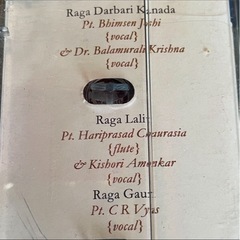 Raga Darbari Kanada
Pt. Bhimsen Joshi
{vocal}
& Dr. Balamurali Krishna
{vocal}
Raga Lalit
Pt. Hariprasad Chaurasia
{flute}
& Kishori Amonkar
{vocal}
Raga Gaur
Pt. C R Vyas
{vocal}